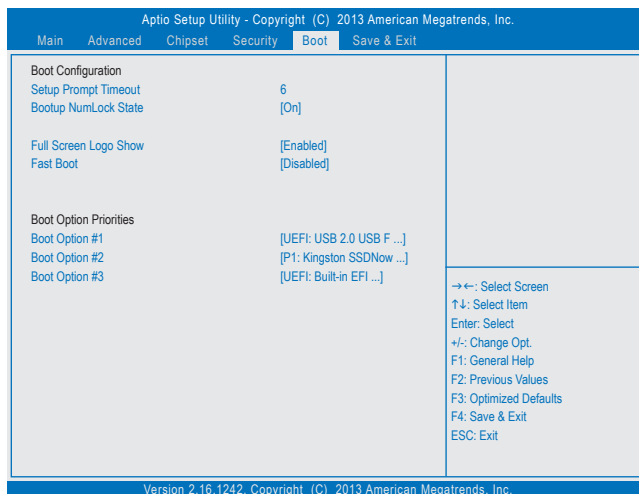 Aptio Setup Utility - Copyright (C) 2013 American Megatrends, Inc.
Main Advanced Chipset Security Boot Save & Exit
Boot Configuration
Setup Prompt Timeout 6
Bootup NumLock State [On]
Full Screen Logo Show [Enabled]
Fast Boot [Disabled]
Boot Option Priorities
Boot Option #1 [UEFI: USB 2.0 USB F ...]
Boot Option #2 [P1: Kingston SSDNow ...]
Boot Option #3 [UEFI: Built-in EFI ...]
→←: Select Screen
↑↓: Select Item
Enter: Select
+/-: Change Opt.
F1: General Help
F2: Previous Values
F3: Optimized Defaults
F4: Save & Exit
ESC: Exit
Version 2.16.1242. Copyright (C) 2013 American Megatrends, Inc.